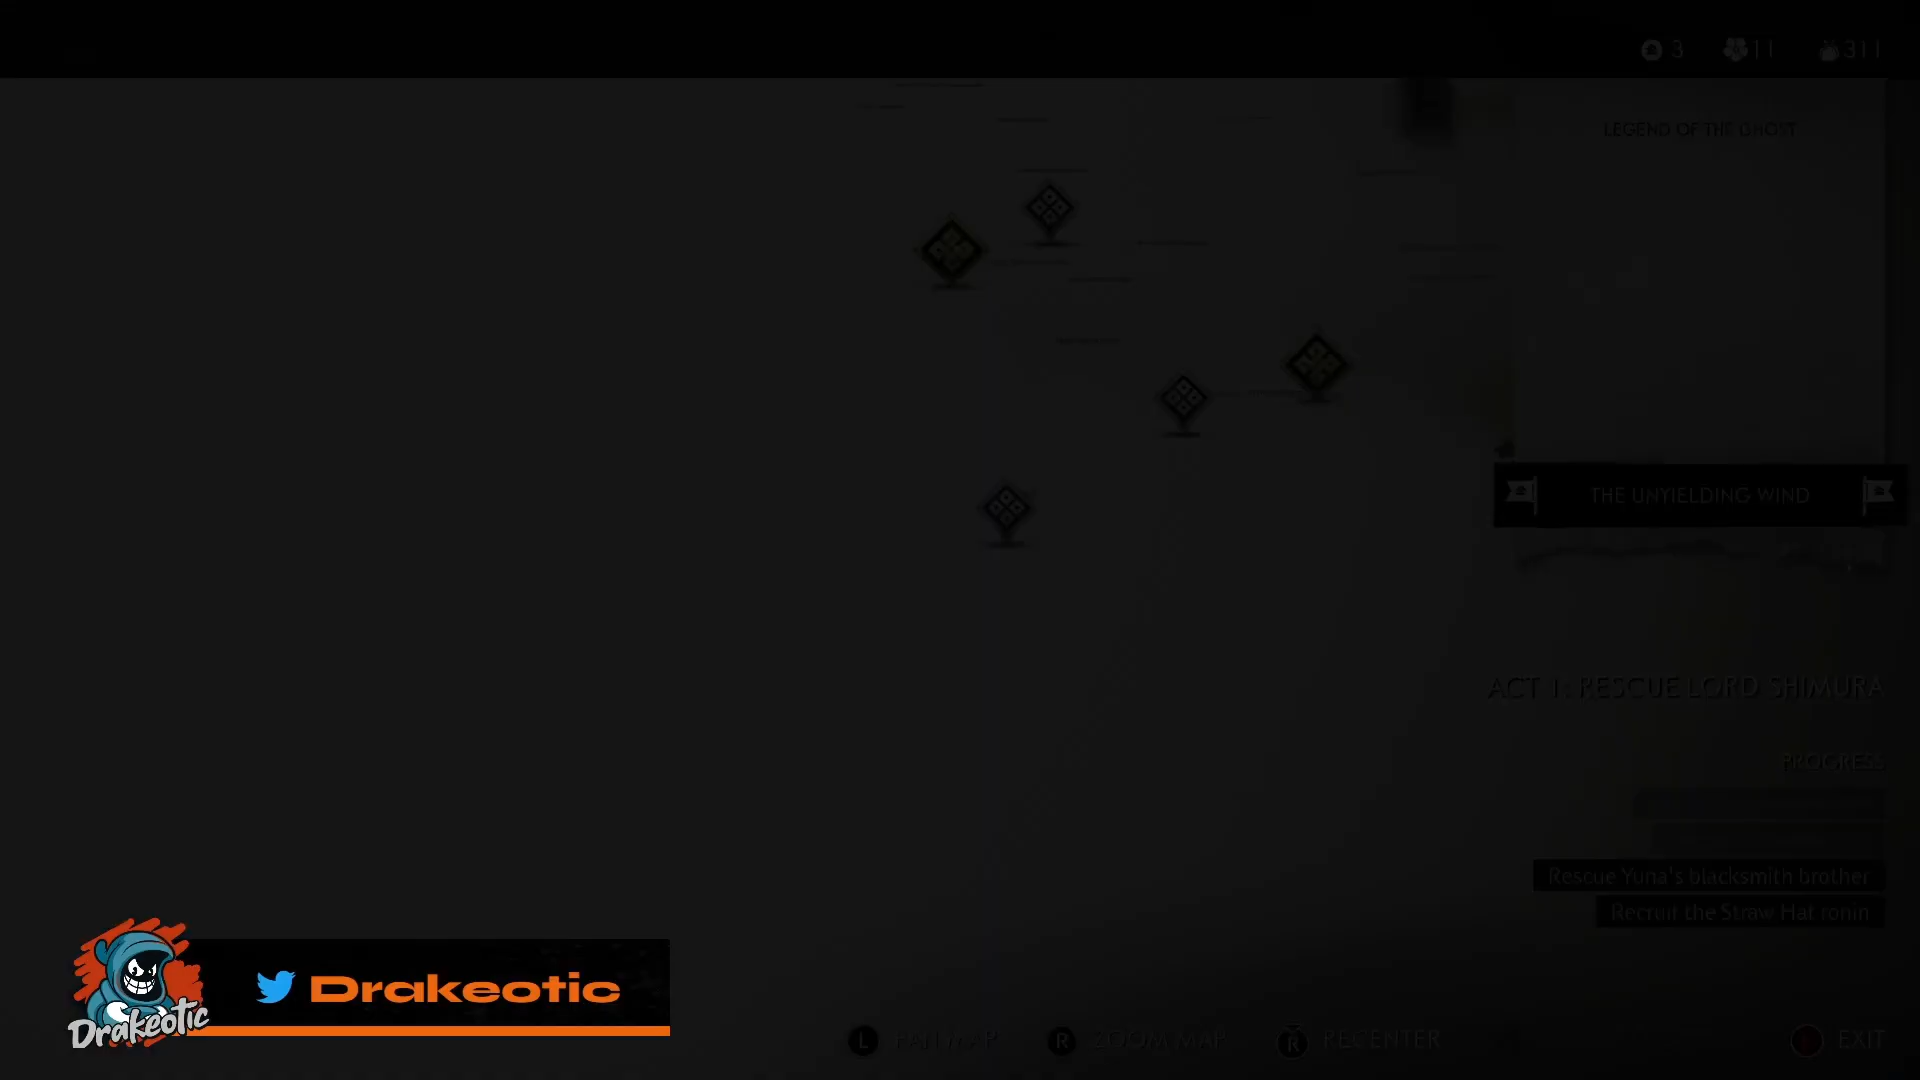 3 11 311
LEGEND OF THE GHOST
THE UNYIELDING WIND
ACT 1: RESCUE LORD SHIMURA
PROGRESS
Rescue Yuna's blacksmith brother
Recruit the Straw Hat ronin
Drakeotic
Drakeotic
L PAN MAP R ZOOM MAP R RECENTER EXIT